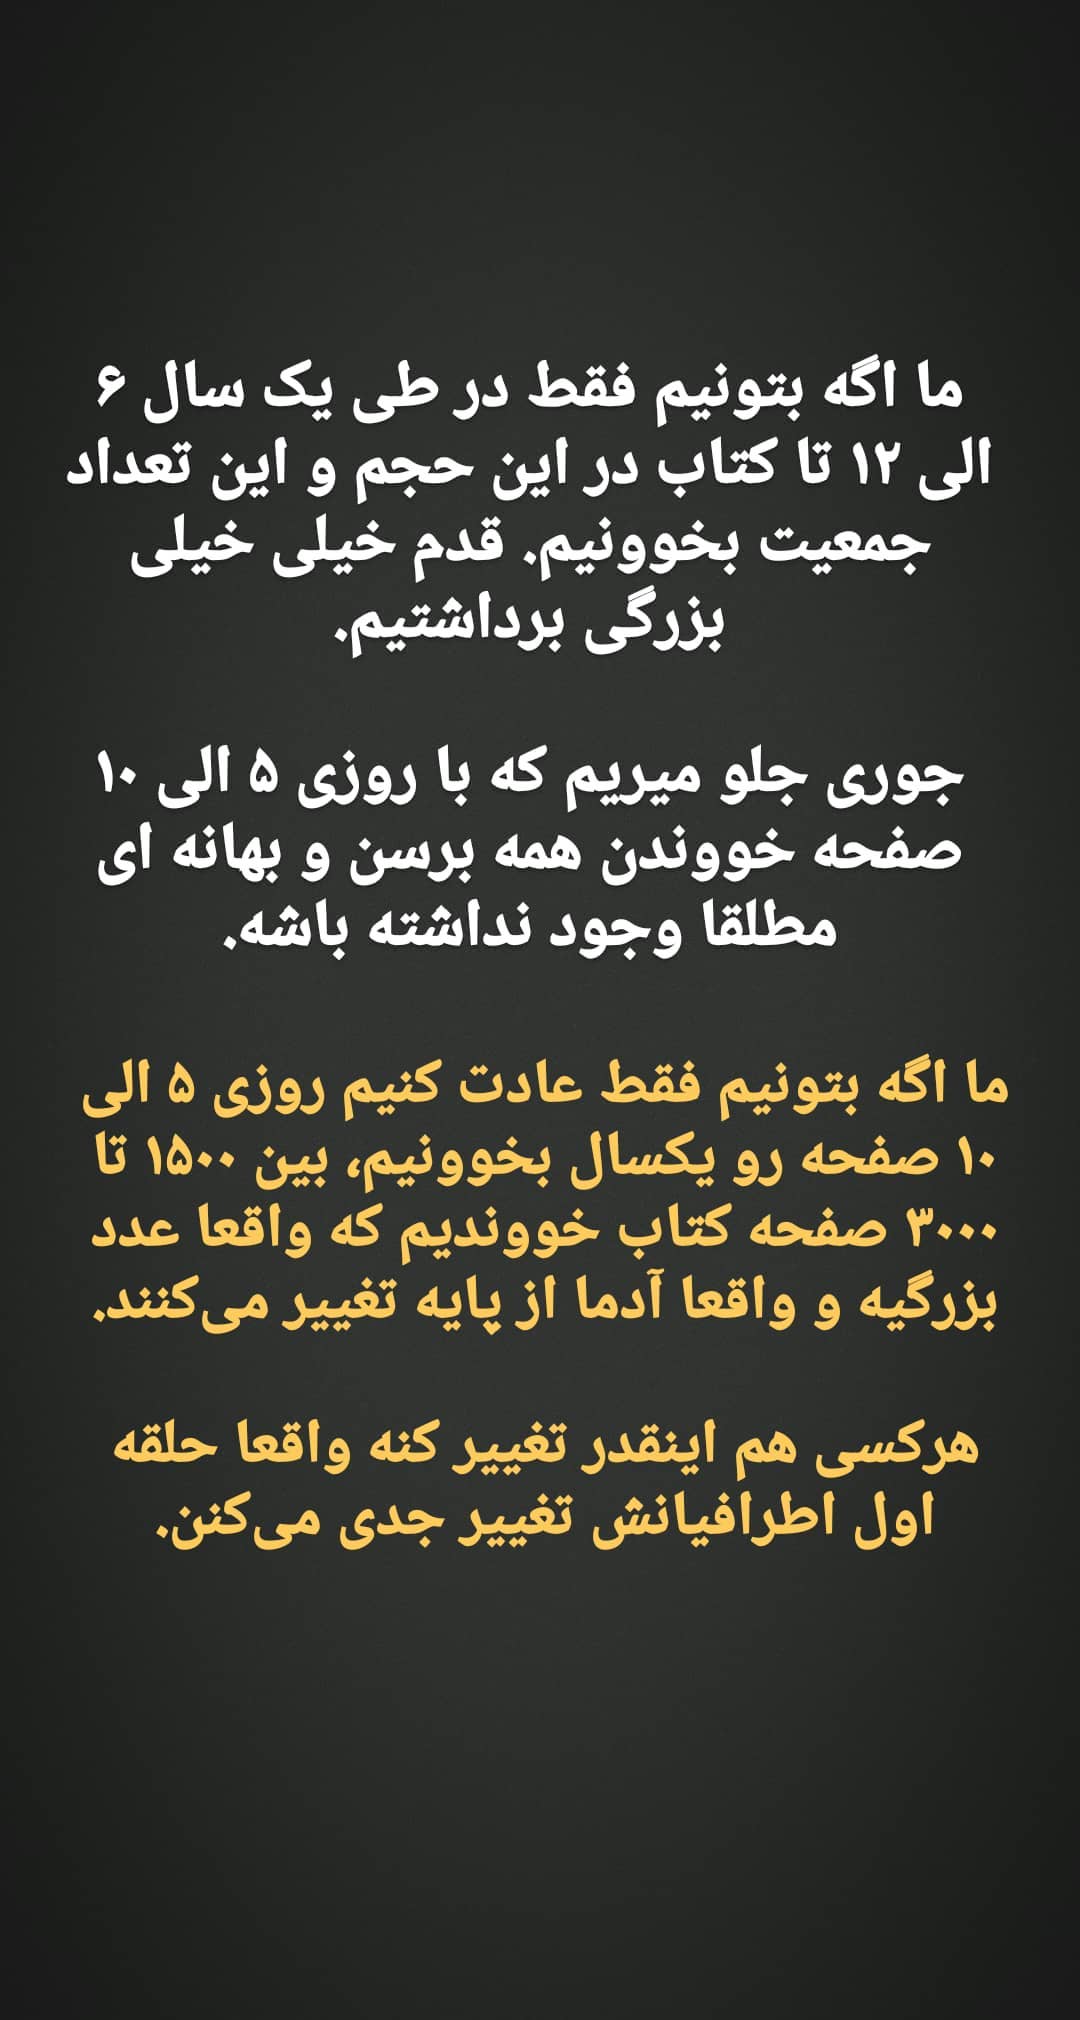 ما اگه بتونیم فقط در طی یک سال ۶
الی ۱۲ تا کتاب در این حجم و این تعداد
جمعیت بخوونیم. قدم خیلی خیلی
بزرگی برداشتیم.
جوری جلو میریم که با روزی ۵ الی ۱۰
صفحه خووندن همه برسن و بهانه ای
مطلقا وجود نداشته باشه.
ما اگه بتونیم فقط عادت کنیم روزی ۵ الی
۱۰ صفحه رو یکسال بخوونیم، بین ۱۵۰۰ تا
۳۰۰۰ صفحه کتاب خووندیم که واقعا عدد
بزرگیه و واقعا آدما از پایه تغییر می‌کنند.
هرکسی هم اینقدر تغییر کنه واقعا حلقه
اول اطرافیانش تغییر جدی می‌کنن.